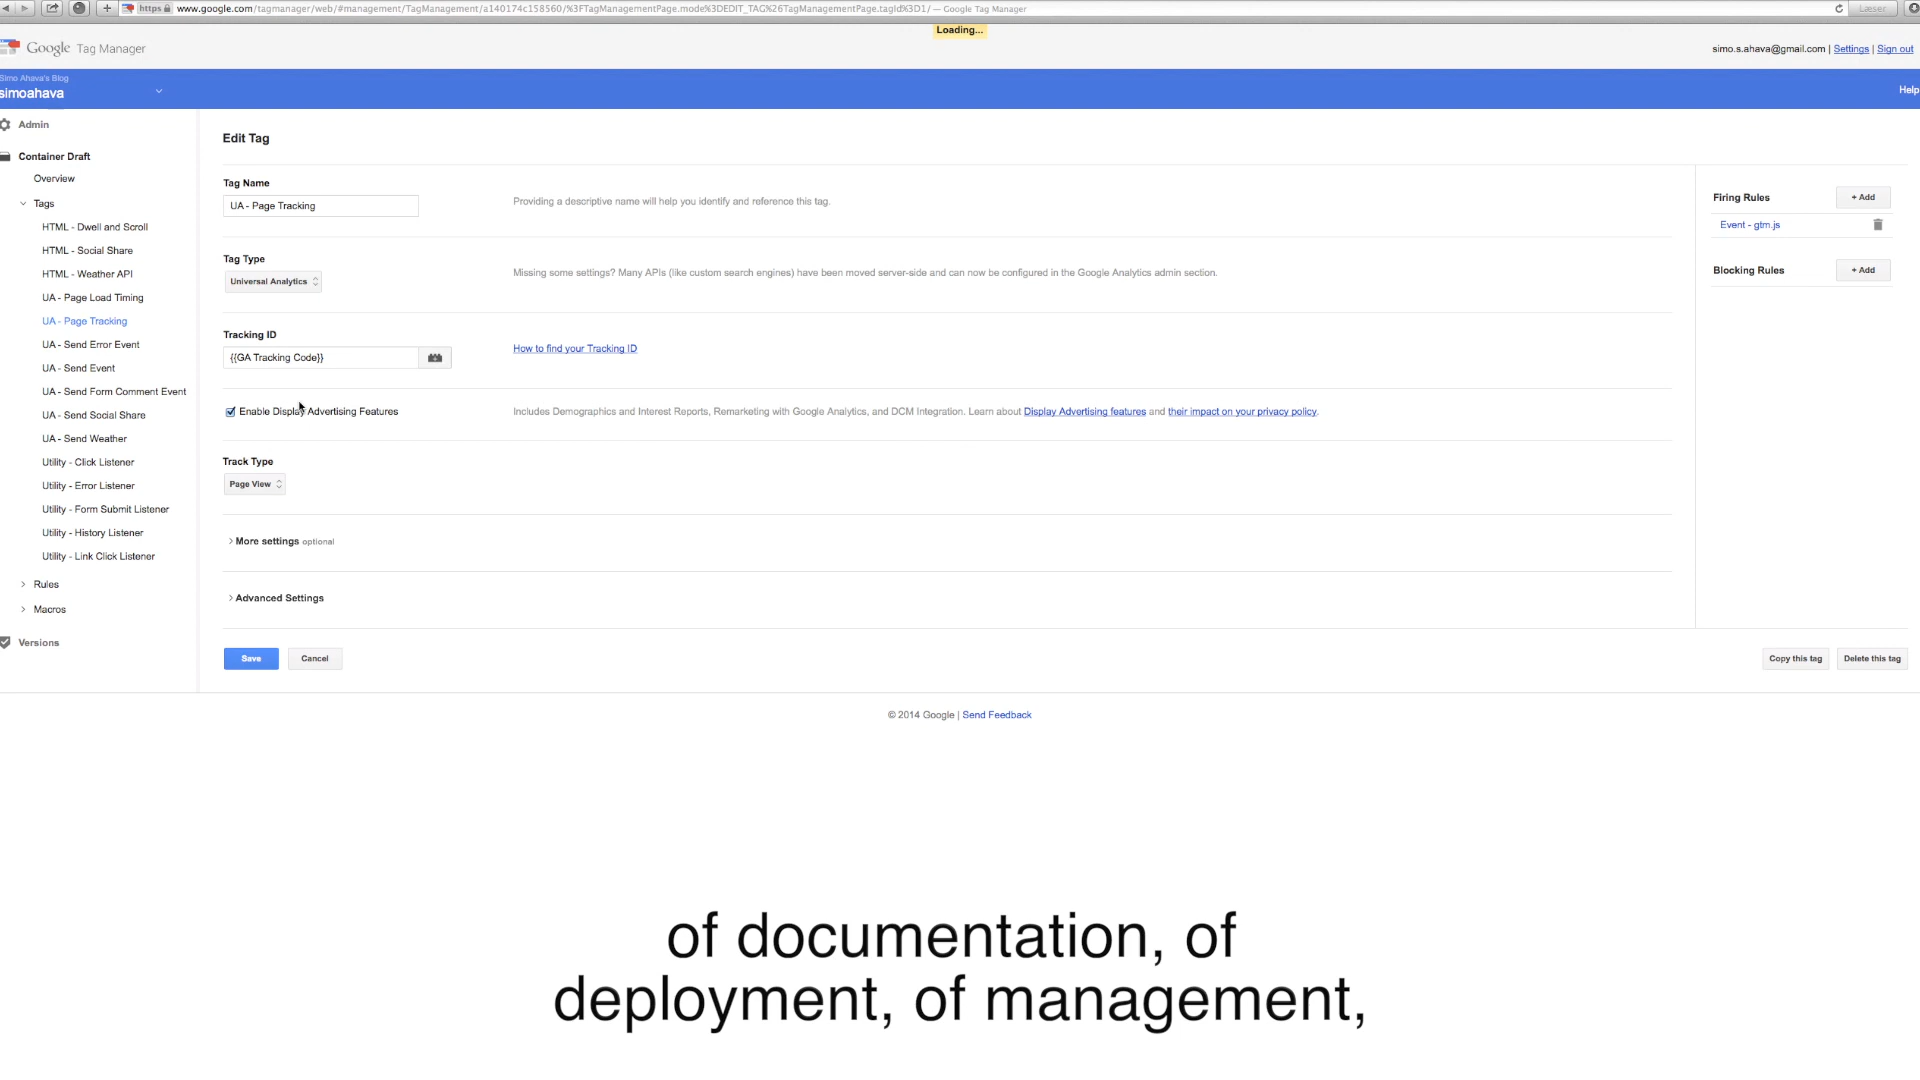 https www.google.com/tagmanager/web/#management/TagManagement/a140174c158560/%3FTagManagementPage.mode%3DEDIT_TAG%26TagManagementPage.tagId%3D1/ — Google Tag Manager
Læser
Loading...
Google Tag Manager
simo.s.ahava@gmail.com | Settings | Sign out
Simo Ahava's Blog
simoahava
Help
Admin
Container Draft
Overview
Tags
HTML - Dwell and Scroll
HTML - Social Share
HTML - Weather API
UA - Page Load Timing
UA - Page Tracking
UA - Send Error Event
UA - Send Event
UA - Send Form Comment Event
UA - Send Social Share
UA - Send Weather
Utility - Click Listener
Utility - Error Listener
Utility - Form Submit Listener
Utility - History Listener
Utility - Link Click Listener
Rules
Macros
Versions
Edit Tag
Tag Name
UA - Page Tracking
Providing a descriptive name will help you identify and reference this tag.
Tag Type
Universal Analytics
Missing some settings? Many APIs (like custom search engines) have been moved server-side and can now be configured in the Google Analytics admin section.
Tracking ID
{{GA Tracking Code}}
How to find your Tracking ID
Enable Display Advertising Features
Includes Demographics and Interest Reports, Remarketing with Google Analytics, and DCM Integration. Learn about Display Advertising features and their impact on your privacy policy.
Track Type
Page View
More settings optional
Advanced Settings
Save
Cancel
Firing Rules
+ Add
Event - gtm.js
Blocking Rules
+ Add
Copy this tag
Delete this tag
© 2014 Google | Send Feedback
of documentation, of
deployment, of management,